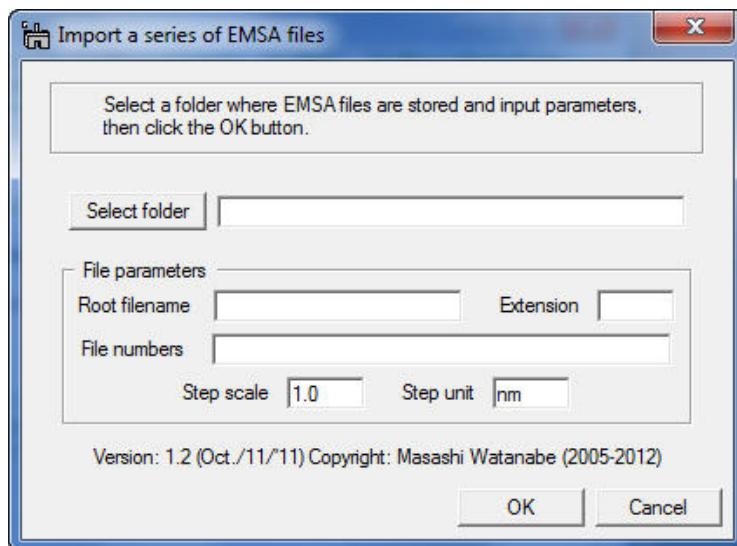 Import a series of EMSA files
Select a folder where EMSA files are stored and input parameters,
then click the OK button.
Select folder
File parameters
Root filename Extension
File numbers
Step scale 1.0 Step unit nm
Version: 1.2 (Oct./11/'11) Copyright: Masashi Watanabe (2005-2012)
OK Cancel